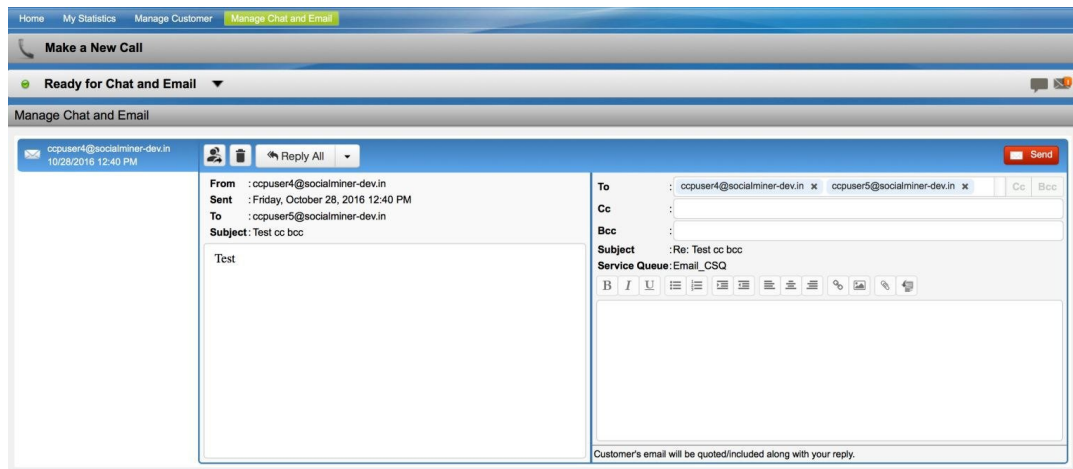 Home My Statistics Manage Customer Manage Chat and Email
Make a New Call
Ready for Chat and Email
Manage Chat and Email
ccpuser4@socialminer-dev.in
10/28/2016 12:40 PM
Reply All
Send
From : ccpuser4@socialminer-dev.in
Sent : Friday, October 28, 2016 12:40 PM
To : ccpuser5@socialminer-dev.in
Subject : Test cc bcc
Test
To : ccpuser4@socialminer-dev.in x ccpuser5@socialminer-dev.in x Cc Bcc
Cc :
Bcc :
Subject :Re: Test cc bcc
Service Queue:Email_CSQ
B I U
Customer's email will be quoted/included along with your reply.